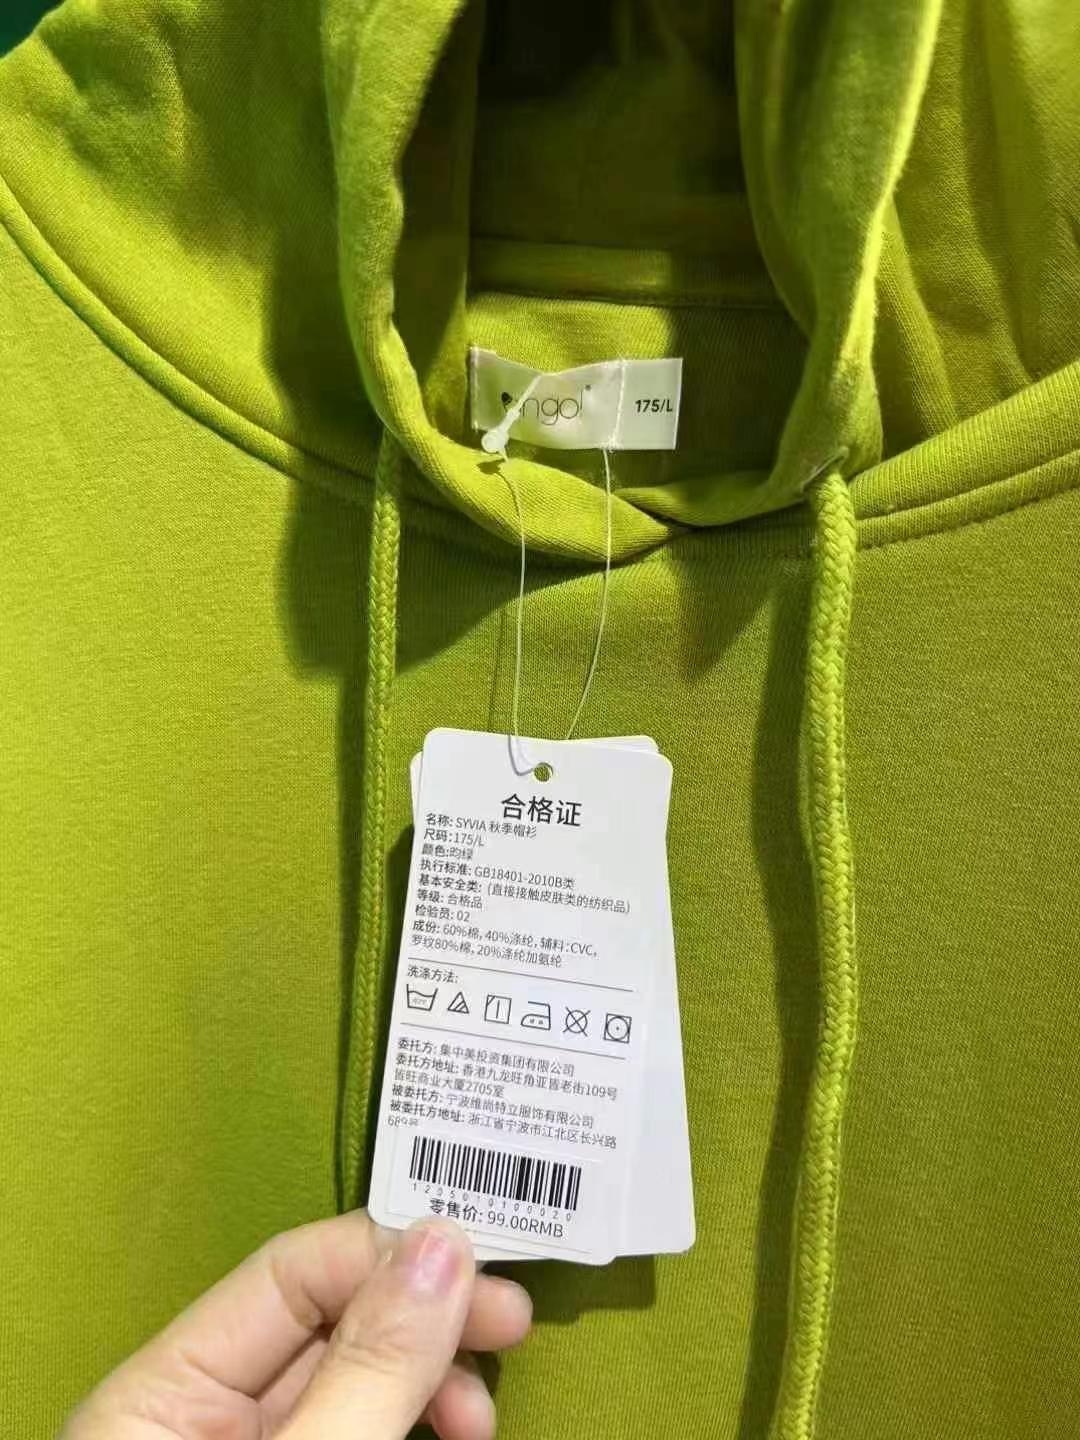 175/L
合格证
名称: SYVIA 秋季帽衫
尺码: 175/L
颜色: 昀绿
执行标准: GB18401-2010B类
基本安全类: (直接接触皮肤类的纺织品)
等级: 合格品
检验员: 02
成份: 60%棉, 40%涤纶, 辅料: CVC,
罗纹80%棉, 20%涤纶加氨纶
洗涤方法:
委托方: 集中美投资集团有限公司
委托方地址: 香港九龙旺角亚皆老街109号
皆旺商业大厦2705室
被委托方: 宁波维尚特立服饰有限公司
被委托方地址: 浙江省宁波市江北区长兴路
689号
1205010100020
零售价: 99.00RMB